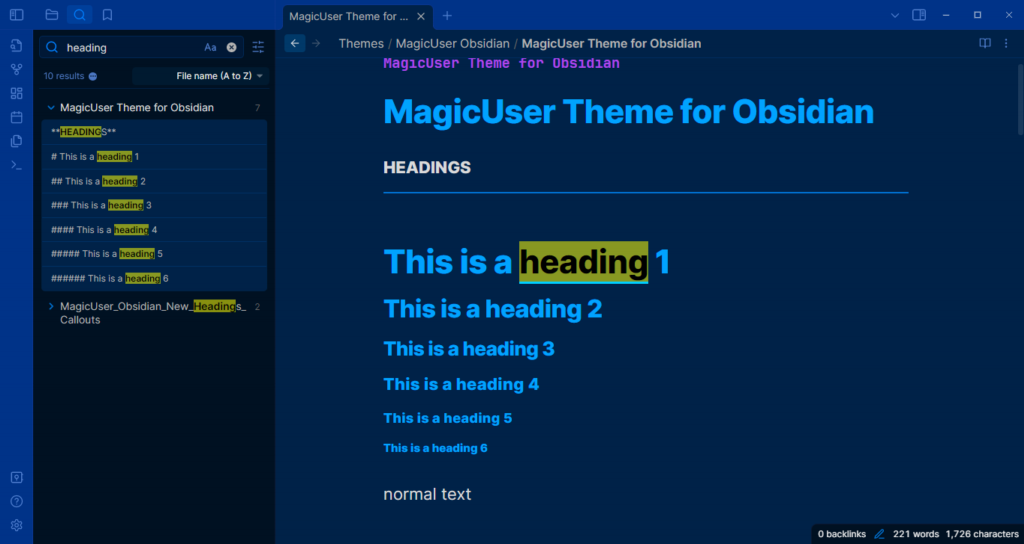 MagicUser Theme for ...
heading
Aa
10 results
File name (A to Z)
MagicUser Theme for Obsidian 7
**HEADINGS**
# This is a heading 1
## This is a heading 2
### This is a heading 3
#### This is a heading 4
##### This is a heading 5
###### This is a heading 6
MagicUser_Obsidian_New_Headings_ 2
Callouts
Themes / MagicUser Obsidian / MagicUser Theme for Obsidian
MagicUser Theme for Obsidian
MagicUser Theme for Obsidian
HEADINGS
This is a heading 1
This is a heading 2
This is a heading 3
This is a heading 4
This is a heading 5
This is a heading 6
normal text
0 backlinks 221 words 1,726 characters